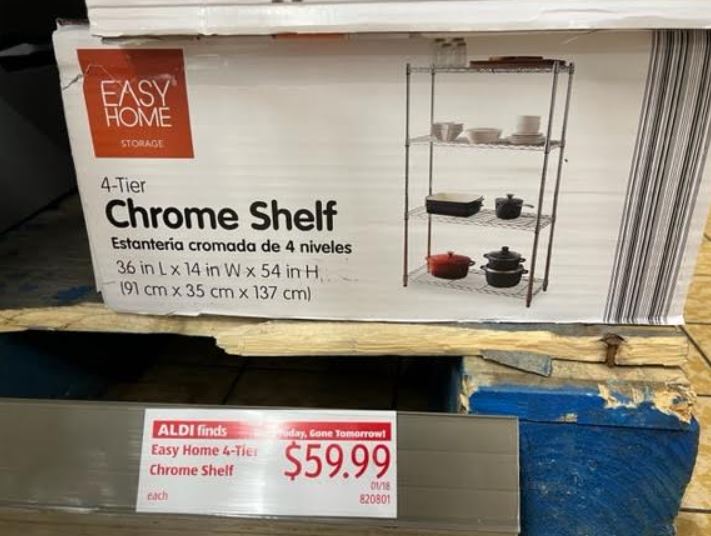 EASY
HOME
STORAGE
4-Tier
Chrome Shelf
Estantería cromada de 4 niveles
36 in L x 14 in W x 54 in H
(91 cm x 35 cm x 137 cm)
ALDI finds
Today, Gone Tomorrow!
Easy Home 4-Tier
Chrome Shelf
$59.99
each
01/18
820801